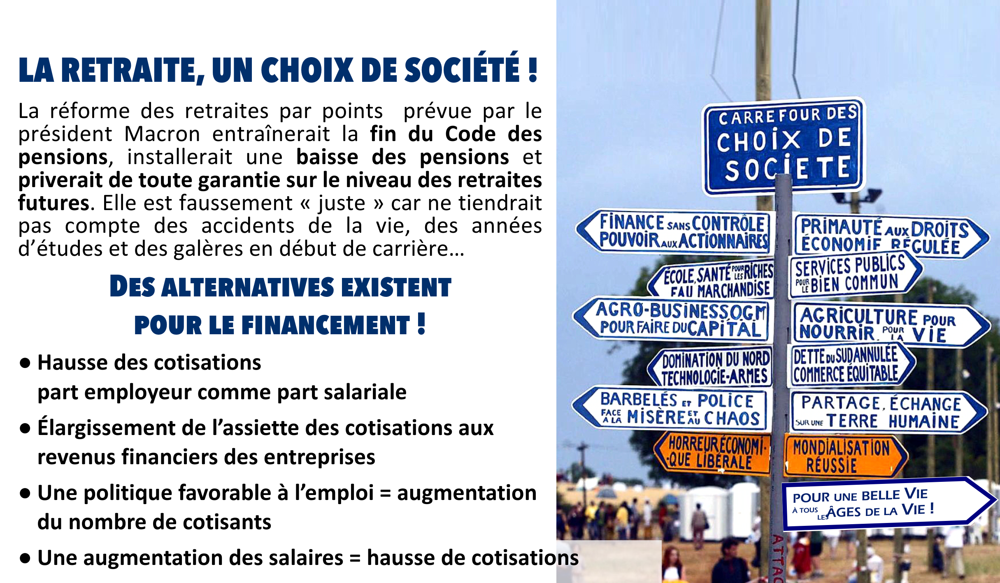 LA RETRAITE, UN CHOIX DE SOCIÉTÉ !
La réforme des retraites par points prévue par le
président Macron entraînerait la fin du Code des
pensions, installerait une baisse des pensions et
priverait de toute garantie sur le niveau des retraites
futures. Elle est faussement « juste » car ne tiendrait
pas compte des accidents de la vie, des années
d’études et des galères en début de carrière...
DES ALTERNATIVES EXISTENT
POUR LE FINANCEMENT !
● Hausse des cotisations
part employeur comme part salariale
● Élargissement de l’assiette des cotisations aux
revenus financiers des entreprises
● Une politique favorable à l’emploi = augmentation
du nombre de cotisants
● Une augmentation des salaires = hausse de cotisations
CARREFOUR DES
CHOIX DE
SOCIETE
FINANCE SANS CONTRÔLE
POUVOIR AUX ACTIONNAIRES
PRIMAUTÉ AUX DROITS
ÉCONOMIE RÉGULÉE
ÉCOLE, SANTÉ POUR LES RICHES
EAU MARCHANDISE
SERVICES PUBLICS
POUR LE BIEN COMMUN
AGRO-BUSINESS OGM
POUR FAIRE DU CAPITAL
AGRICULTURE POUR
NOURRIR, POUR LA VIE
DOMINATION DU NORD
TECHNOLOGIE-ARMES
DETTE DU SUD ANNULÉE
COMMERCE ÉQUITABLE
BARBELÉS ET POLICE
FACE A LA MISÈRE ET AU CHAOS
PARTAGE, ÉCHANGE
SUR UNE TERRE HUMAINE
HORREUR ÉCONOMI-
-QUE LIBÉRALE
MONDIALISATION
RÉUSSIE
POUR UNE BELLE VIE
À TOUS LES ÂGES DE LA VIE !
ATTAC